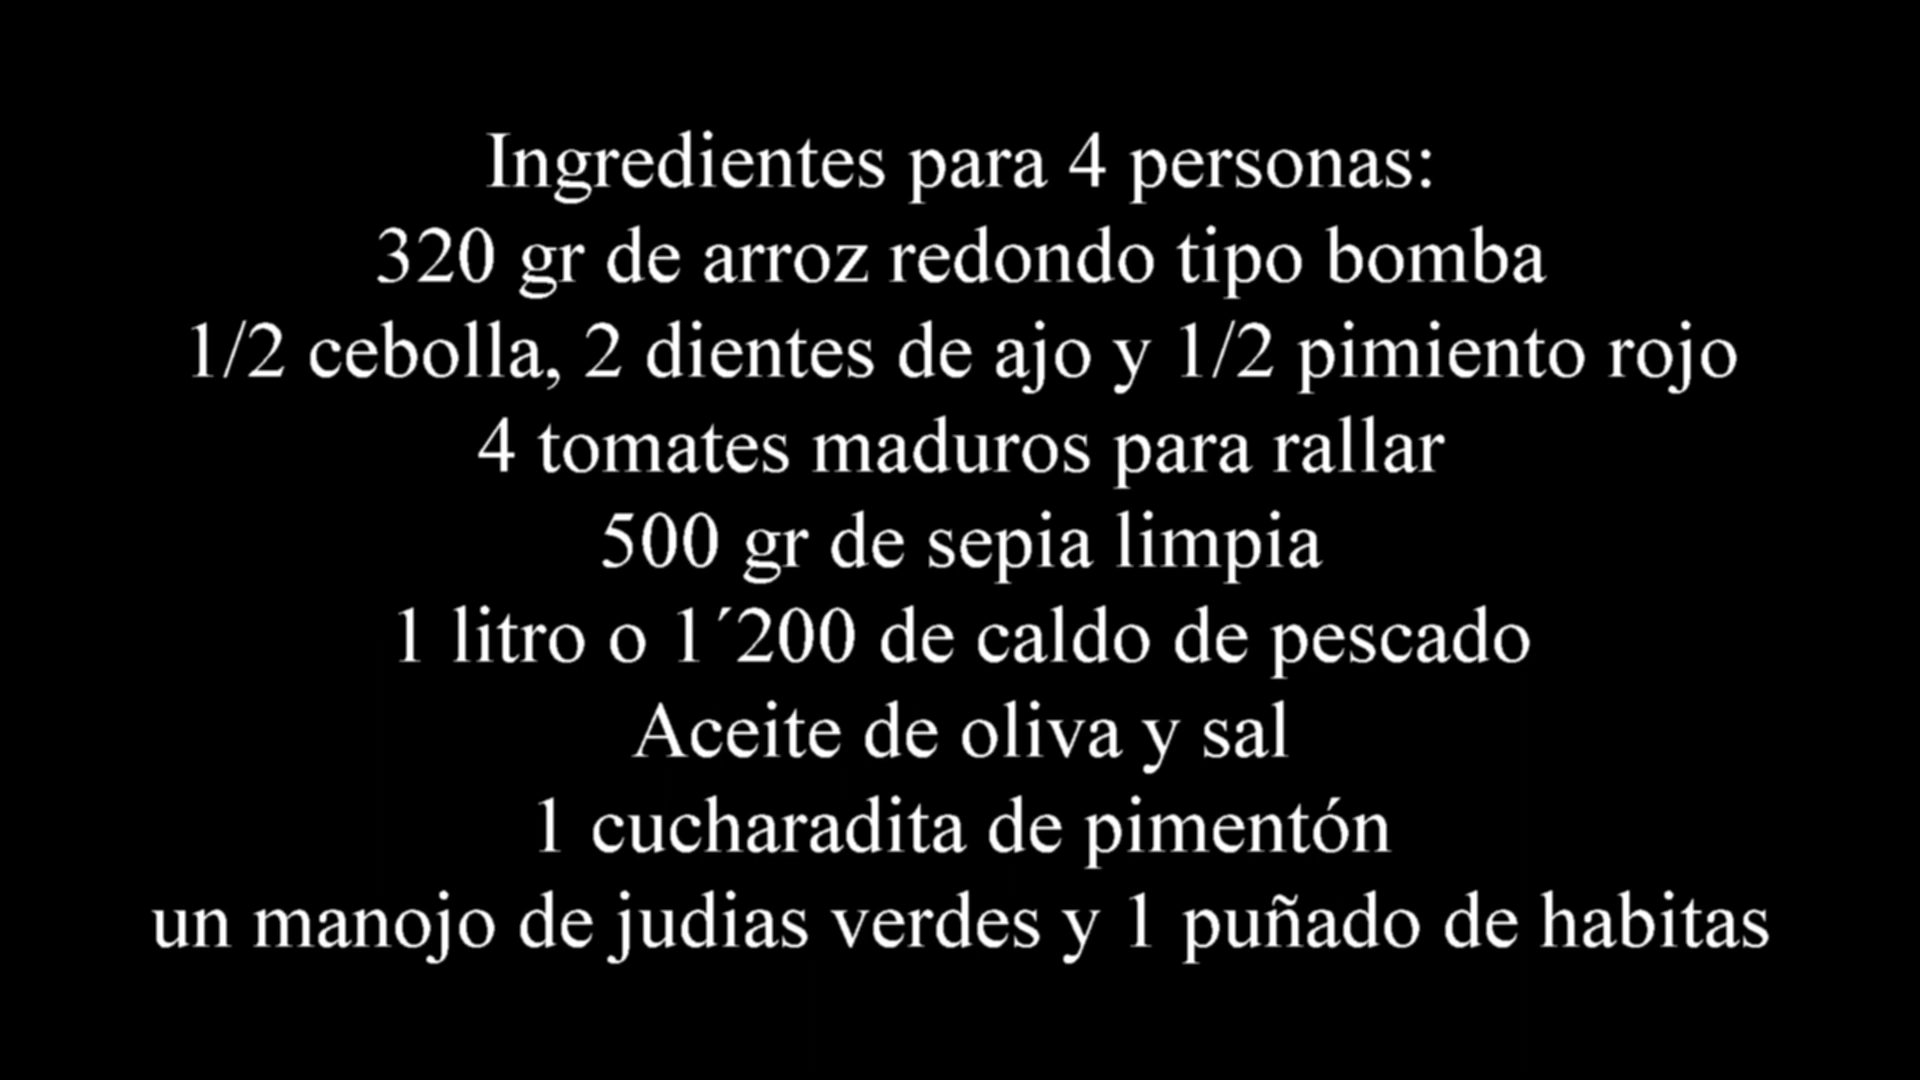 Ingredientes para 4 personas:
320 gr de arroz redondo tipo bomba
1/2 cebolla, 2 dientes de ajo y 1/2 pimiento rojo
4 tomates maduros para rallar
500 gr de sepia limpia
1 litro o 1´200 de caldo de pescado
Aceite de oliva y sal
1 cucharadita de pimentón
un manojo de judias verdes y 1 puñado de habitas